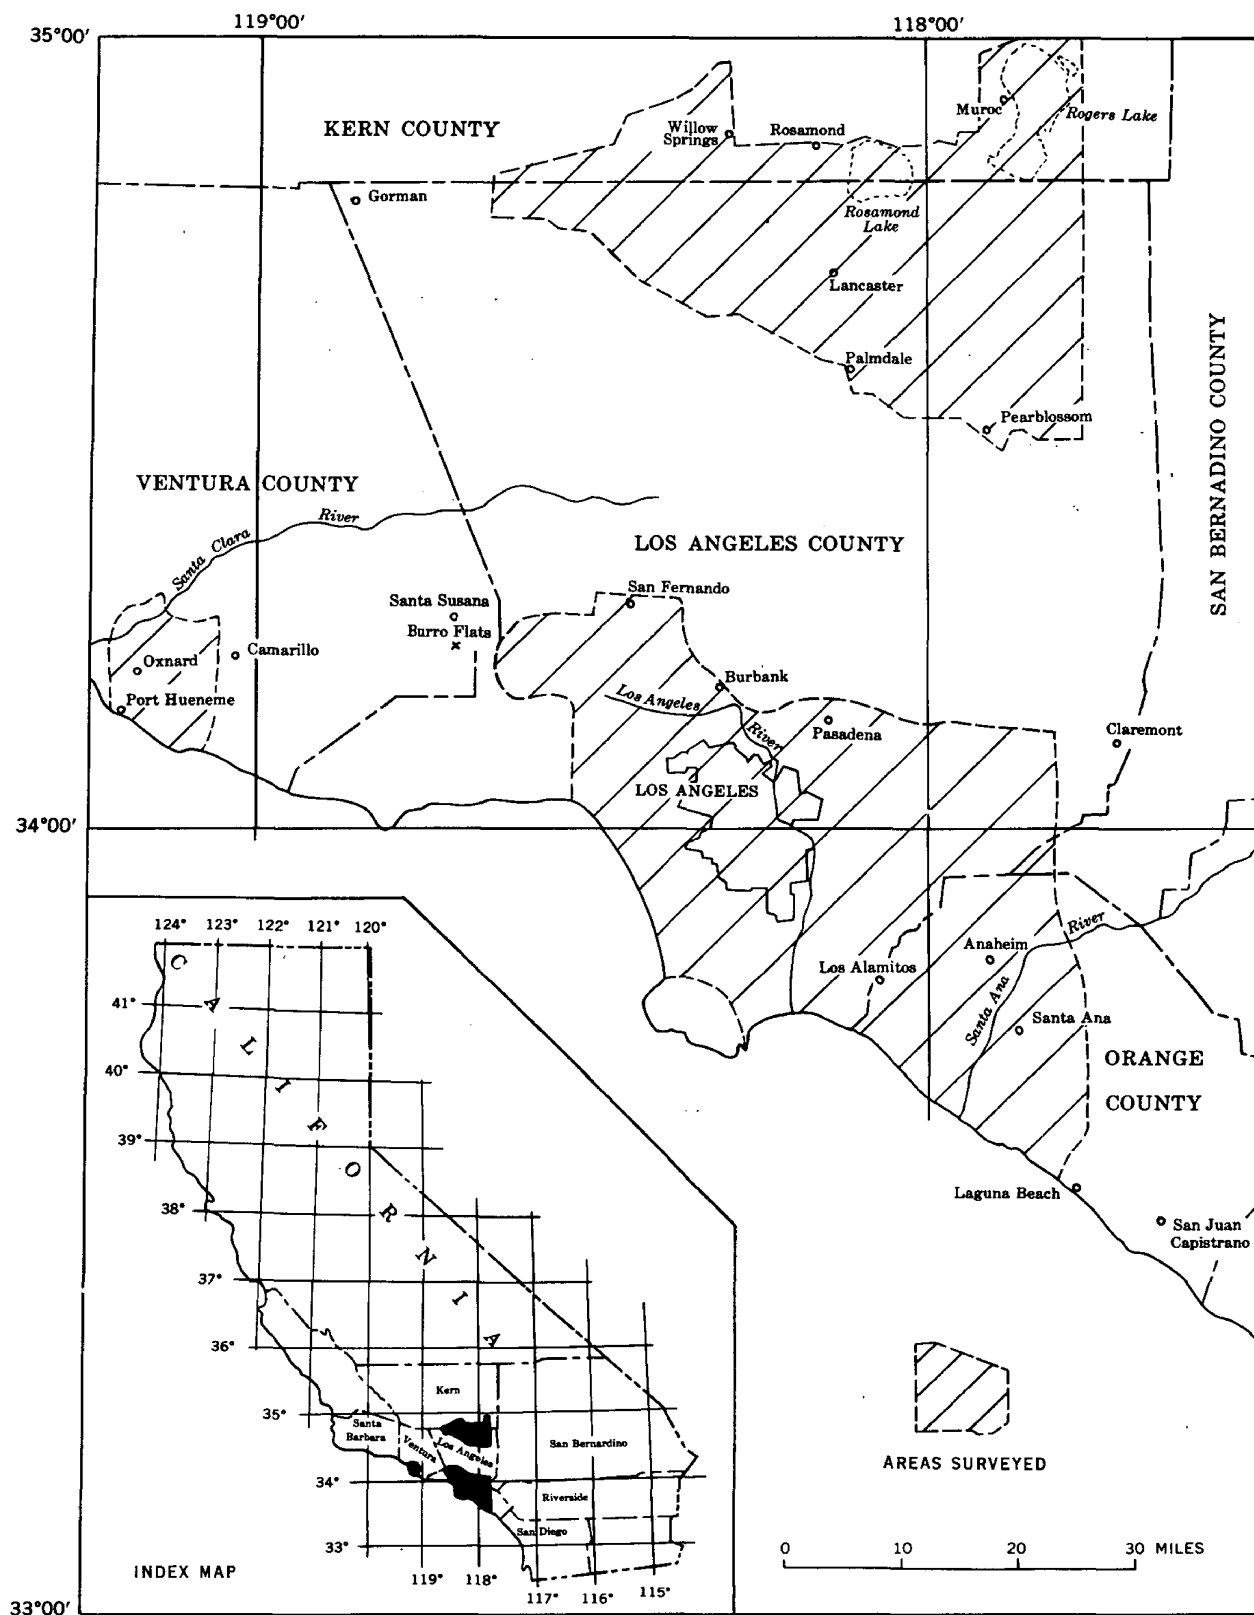 119°00'
118°00'
35°00'
KERN COUNTY
Willow
Springs
Rosamond
Muroc
Rogers Lake
Gorman
Rosamond
Lake
Lancaster
Palmdale
Pearblossom
SAN BERNADINO COUNTY
VENTURA COUNTY
Santa Clara
River
LOS ANGELES COUNTY
San Fernando
Santa Susana
Burro Flats
Camarillo
Oxnard
Port Hueneme
Burbank
Los Angeles
River
Pasadena
Claremont
LOS ANGELES
34°00'
River
Anaheim
Los Alamitos
Santa Ana
Santa Ana
ORANGE
COUNTY
Laguna Beach
San Juan
Capistrano
124° 123° 122° 121° 120°
CALIFORNIA
41°
40°
39°
38°
37°
36°
35°
34°
33°
Kern
Santa
Barbara
Ventura
Los Angeles
San Bernardino
Riverside
San Diego
119° 118° 117° 116° 115°
INDEX MAP
AREAS SURVEYED
0 10 20 30 MILES
33°00'